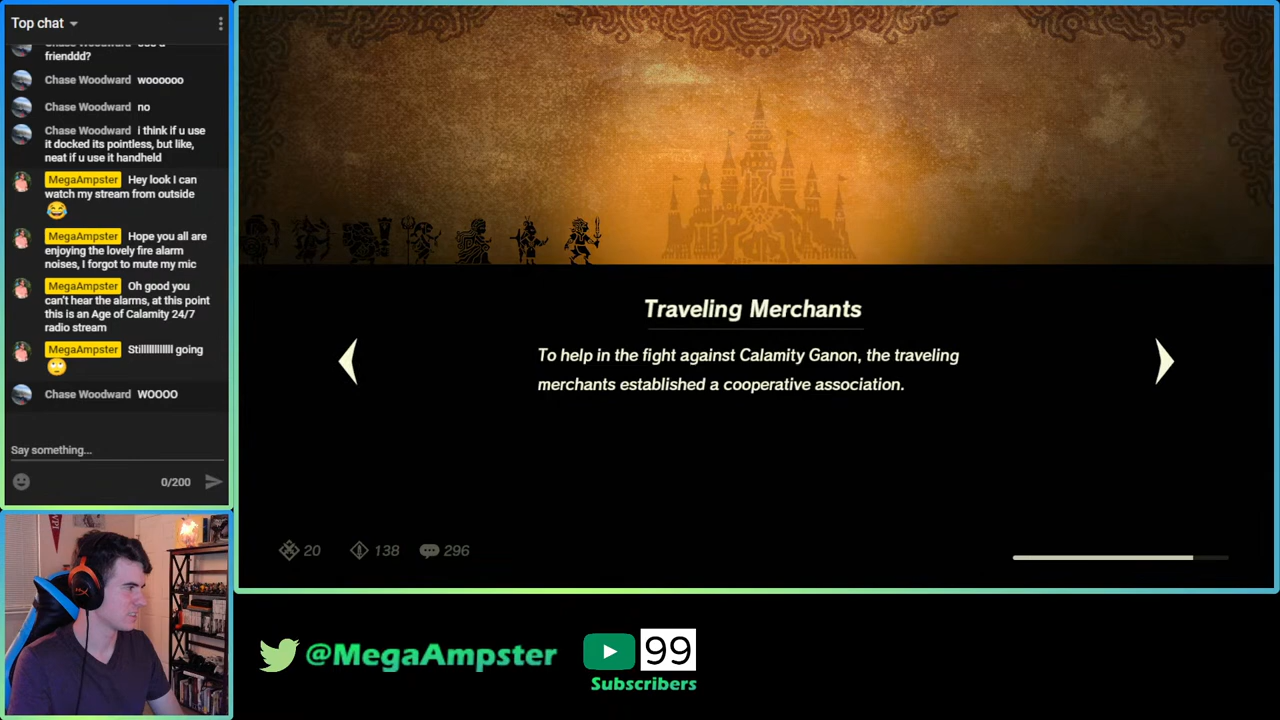 Top chat
Chase Woodward
frienddd?
Chase Woodward woooooo
Chase Woodward no
Chase Woodward i think if u use
it docked its pointless, but like,
neat if u use it handheld
MegaAmpster Hey look I can
watch my stream from outside
MegaAmpster Hope you all are
enjoying the lovely fire alarm
noises, I forgot to mute my mic
MegaAmpster Oh good you
can't hear the alarms, at this point
this is an Age of Calamity 24/7
radio stream
MegaAmpster Stillllllllllllll going
Chase Woodward WOOOO
Say something...
0/200
Traveling Merchants
To help in the fight against Calamity Ganon, the traveling
merchants established a cooperative association.
20 138 296
@MegaAmpster
99
Subscribers